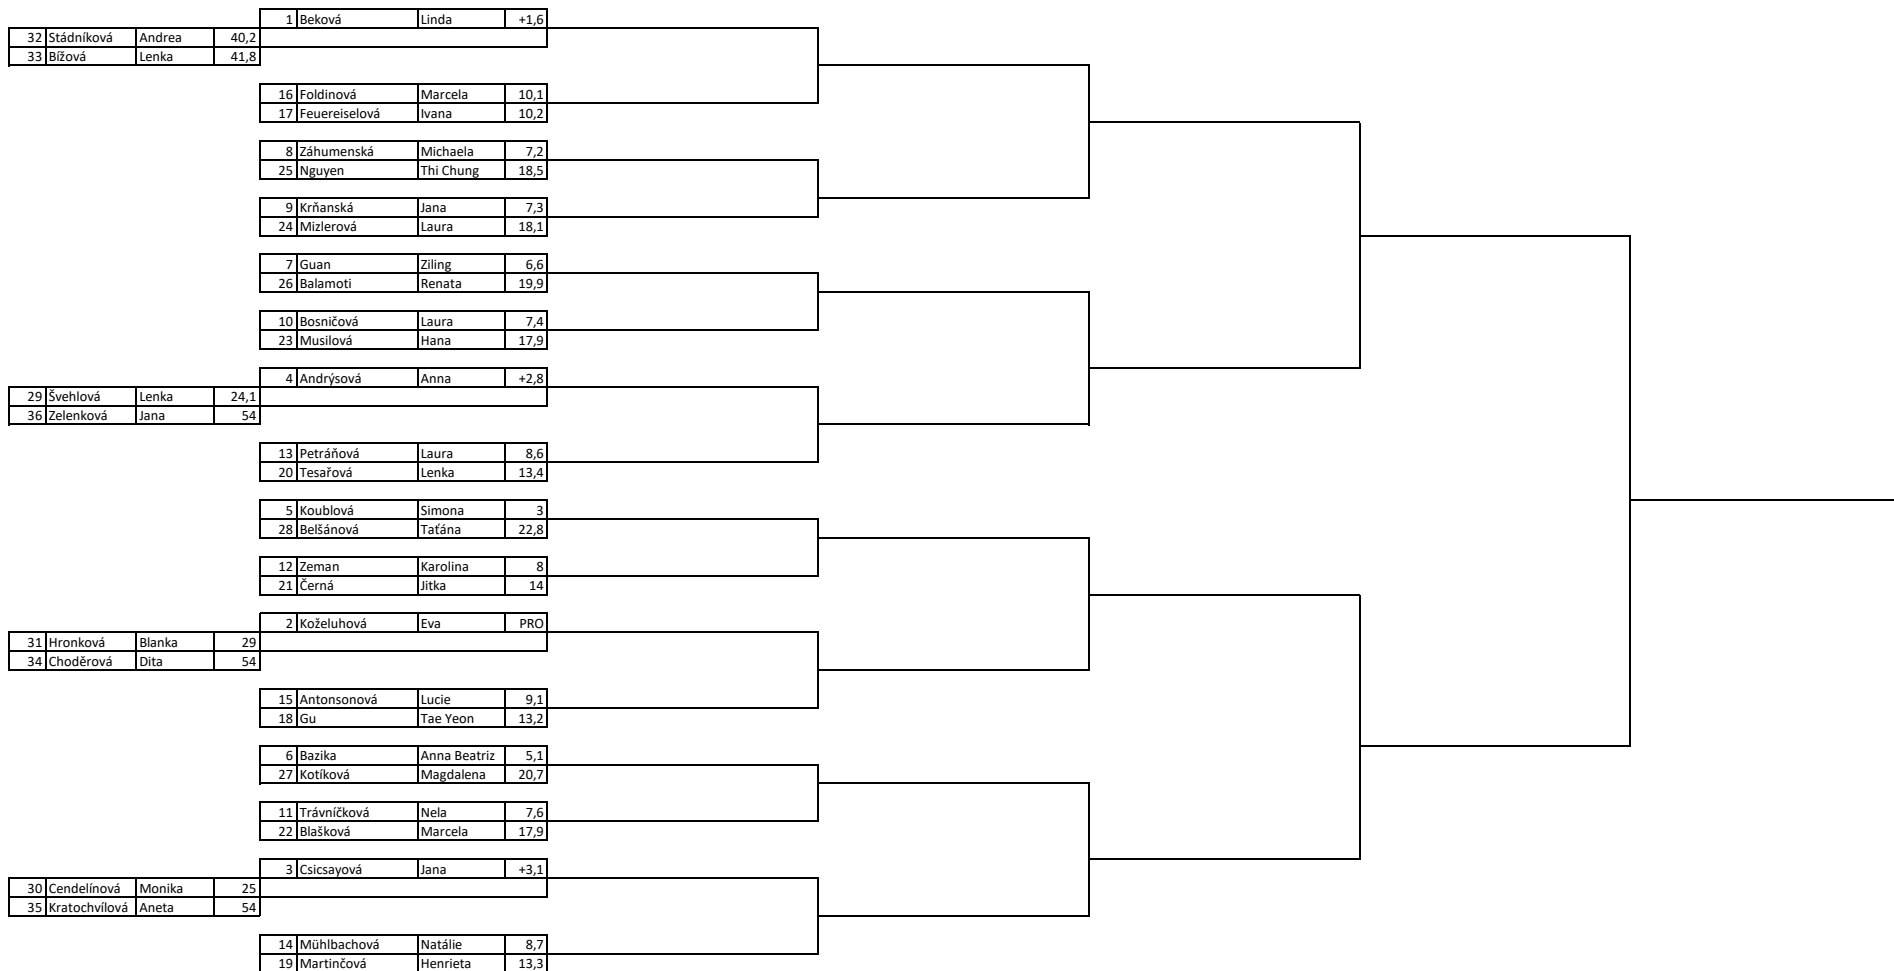 1 Beková Linda +1,6
32 Stádníková Andrea 40,2
33 Bížová Lenka 41,8
16 Foldinová Marcela 10,1
17 Feuereiselová Ivana 10,2
8 Záhumenská Michaela 7,2
25 Nguyen Thi Chung 18,5
9 Krňanská Jana 7,3
24 Mizlerová Laura 18,1
7 Guan Ziling 6,6
26 Balamoti Renata 19,9
10 Bosničová Laura 7,4
23 Musilová Hana 17,9
4 Andrýsová Anna +2,8
29 Švehlová Lenka 24,1
36 Zelenková Jana 54
13 Petráňová Laura 8,6
20 Tesařová Lenka 13,4
5 Koublová Simona 3
28 Belšánová Taťána 22,8
12 Zeman Karolina 8
21 Černá Jitka 14
2 Koželuhová Eva PRO
31 Hronková Blanka 29
34 Choděrová Dita 54
15 Antonsonová Lucie 9,1
18 Gu Tae Yeon 13,2
6 Bazika Anna Beatriz 5,1
27 Kotíková Magdalena 20,7
11 Trávníčková Nela 7,6
22 Blašková Marcela 17,9
3 Csicsayová Jana +3,1
30 Cendelínová Monika 25
35 Kratochvílová Aneta 54
14 Mühlbachová Natálie 8,7
19 Martinčová Henrieta 13,3